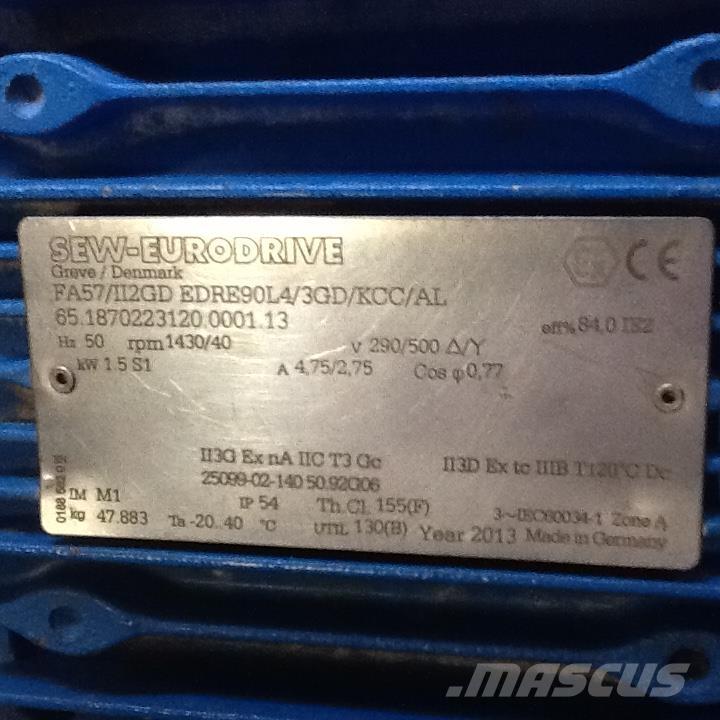 SEW-EURODRIVE
Greve / Denmark
FA57/II2GD EDRE90L4/3GD/KCC/AL
65.1870223120.0001.13
eff% 84.0 IE2
Hz 50 rpm 1430/40 V 290/500 Δ/Y
kW 1.5 S1 A 4,75/2,75 Cos φ 0,77
II3G Ex nA IIC T3 Gc II3D Ex tc IIIB T120°C Dc
25099-02-140 50.92G06
IM M1 IP 54 Th.Cl. 155(F) 3~IEC60034-1 Zone A
kg 47.883 Ta -20..40 °C UTIL 130(B) Year 2013 Made in Germany
Ex CE
MASCUS